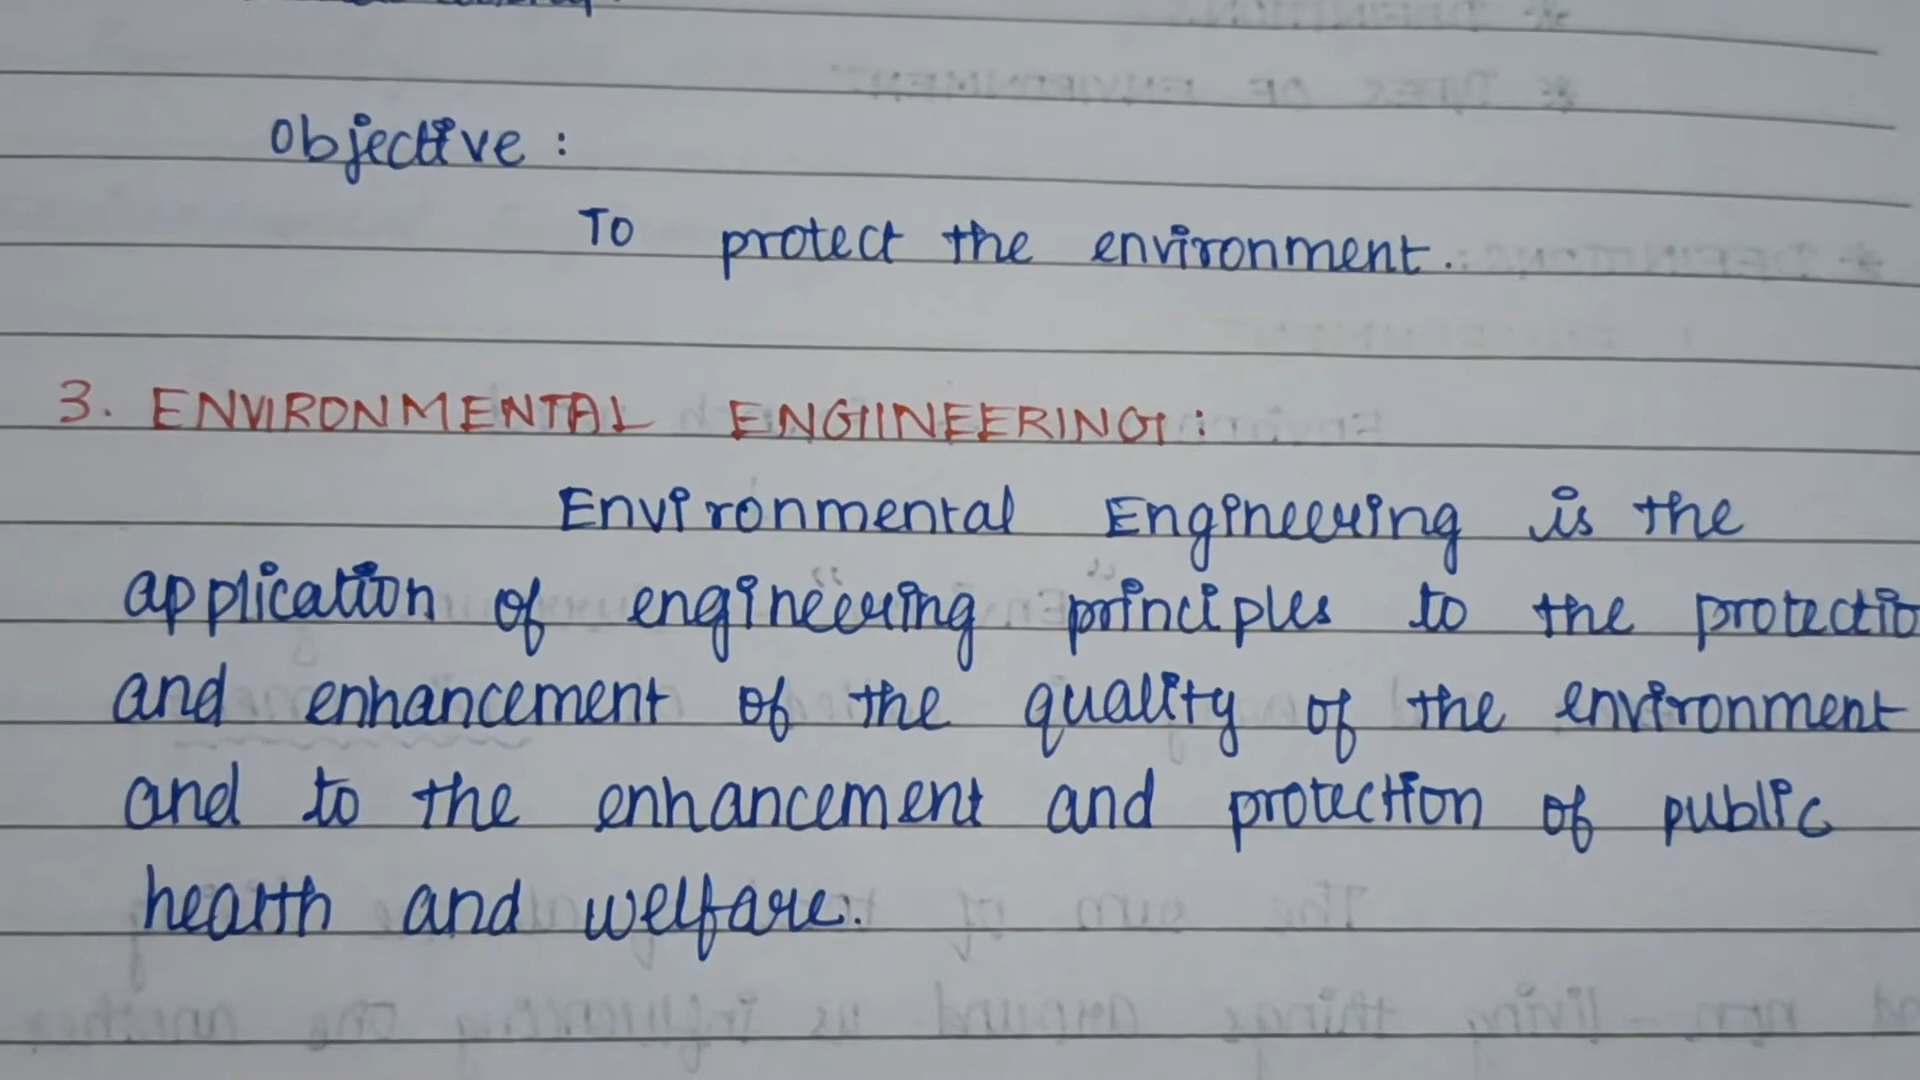 Objective :
To protect the environment.
3. ENVIRONMENTAL ENGINEERING :
Environmental Engineering is the
application of engineering principles to the protectio
and enhancement of the quality of the environment
and to the enhancement and protection of public
health and welfare.